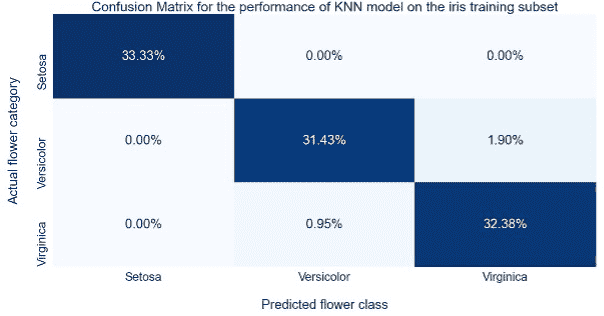 Confusion Matrix for the performance of KNN model on the iris training subset
Actual flower category
Setosa
33.33%
0.00%
0.00%
Versicolor
0.00%
31.43%
1.90%
Virginica
0.00%
0.95%
32.38%
Setosa
Versicolor
Virginica
Predicted flower class